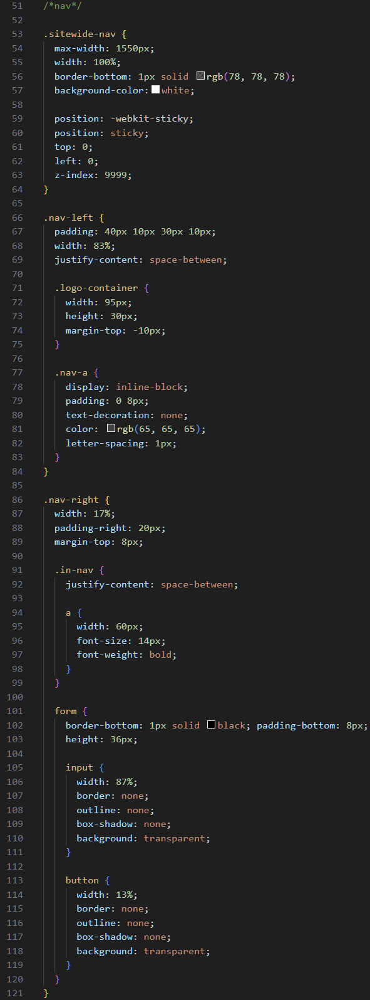 51 /*nav*/
52
53 .sitewide-nav {
54   max-width: 1550px;
55   width: 100%;
56   border-bottom: 1px solid rgb(78, 78, 78);
57   background-color: white;
58
59   position: -webkit-sticky;
60   position: sticky;
61   top: 0;
62   left: 0;
63   z-index: 9999;
64 }
65
66 .nav-left {
67   padding: 40px 10px 30px 10px;
68   width: 83%;
69   justify-content: space-between;
70
71   .logo-container {
72     width: 95px;
73     height: 30px;
74     margin-top: -10px;
75   }
76
77   .nav-a {
78     display: inline-block;
79     padding: 0 8px;
80     text-decoration: none;
81     color: rgb(65, 65, 65);
82     letter-spacing: 1px;
83   }
84 }
85
86 .nav-right {
87   width: 17%;
88   padding-right: 20px;
89   margin-top: 8px;
90
91   .in-nav {
92     justify-content: space-between;
93
94     a {
95       width: 60px;
96       font-size: 14px;
97       font-weight: bold;
98     }
99   }
100
101   form {
102     border-bottom: 1px solid black; padding-bottom: 8px;
103     height: 36px;
104
105     input {
106       width: 87%;
107       border: none;
108       outline: none;
109       box-shadow: none;
110       background: transparent;
111     }
112
113     button {
114       width: 13%;
115       border: none;
116       outline: none;
117       box-shadow: none;
118       background: transparent;
119     }
120   }
121 }